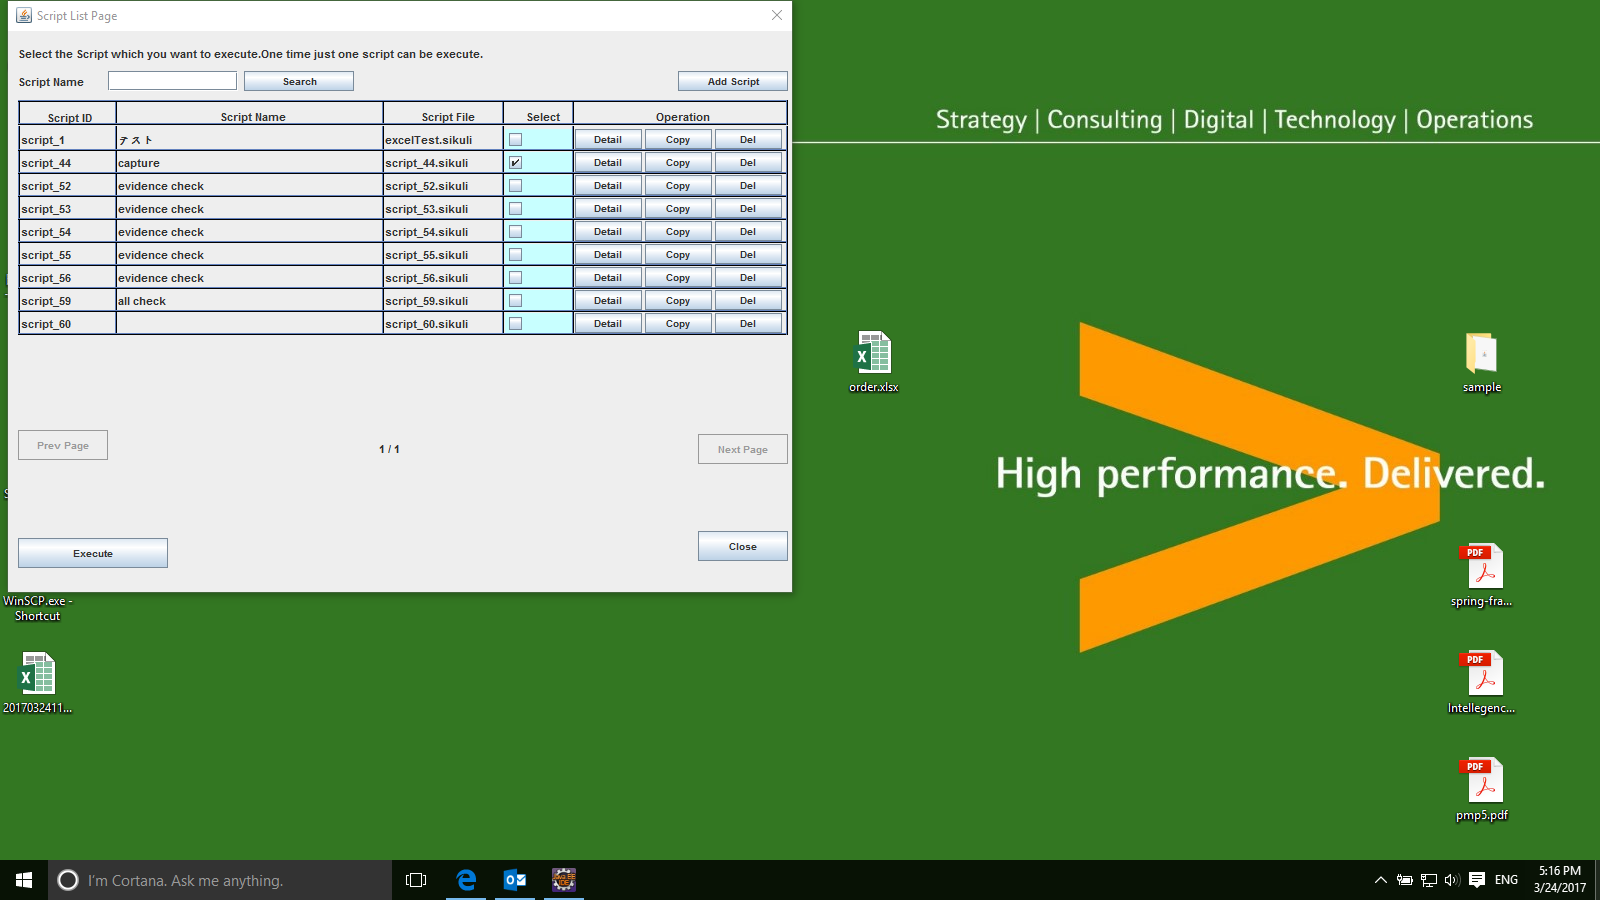 Script List Page
Select the Script which you want to execute.One time just one script can be execute.
Script Name Search Add Script
Script ID Script Name Script File Select Operation
script_1 テスト excelTest.sikuli Detail Copy Del
script_44 capture script_44.sikuli Detail Copy Del
script_52 evidence check script_52.sikuli Detail Copy Del
script_53 evidence check script_53.sikuli Detail Copy Del
script_54 evidence check script_54.sikuli Detail Copy Del
script_55 evidence check script_55.sikuli Detail Copy Del
script_56 evidence check script_56.sikuli Detail Copy Del
script_59 all check script_59.sikuli Detail Copy Del
script_60 script_60.sikuli Detail Copy Del
Prev Page 1 / 1 Next Page
Execute Close
Strategy | Consulting | Digital | Technology | Operations
order.xlsx
sample
High performance. Delivered.
PDF
spring-fra...
PDF
Intellegenc...
PDF
pmp5.pdf
WinSCP.exe -
Shortcut
2017032411...
I'm Cortana. Ask me anything.
ENG
5:16 PM
3/24/2017